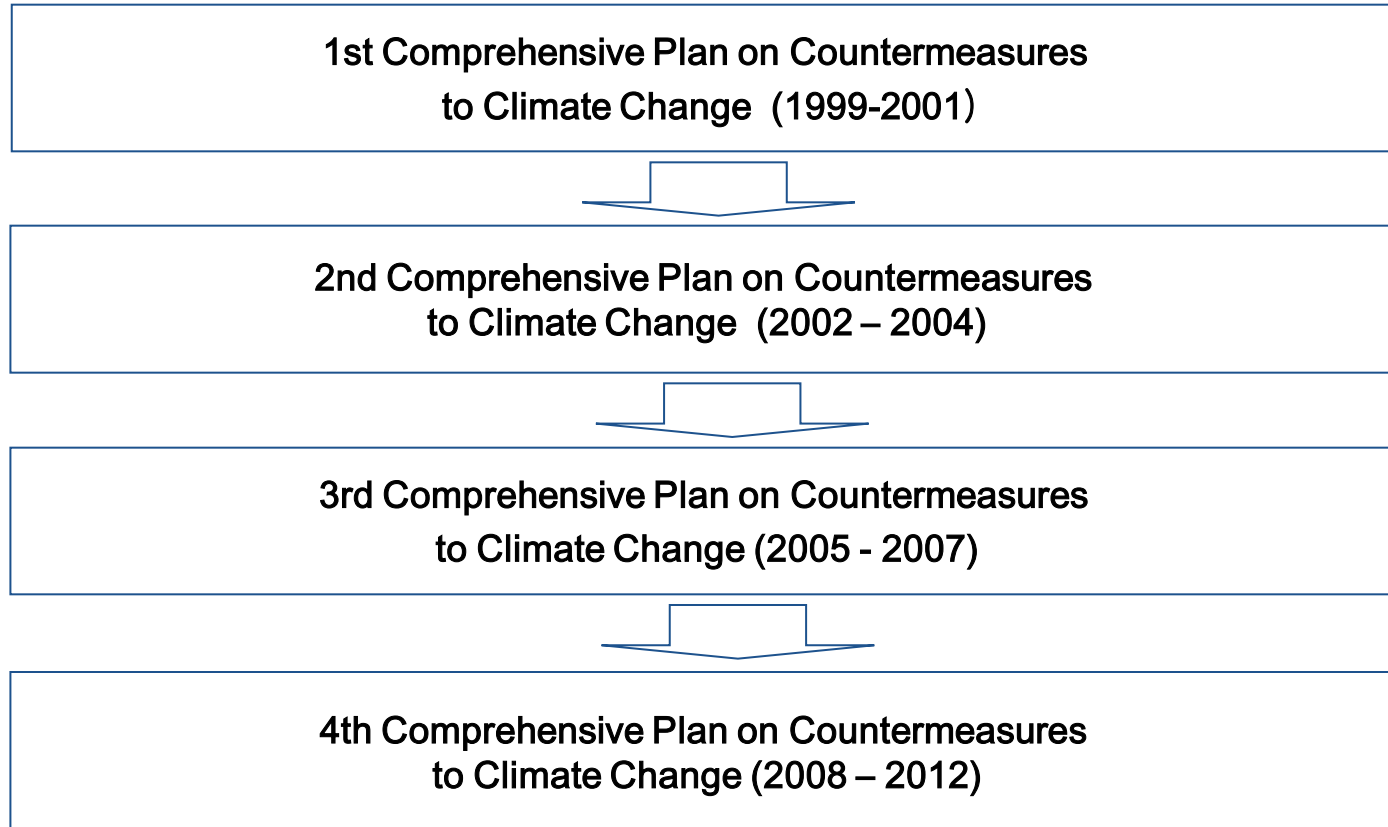 1st Comprehensive Plan on Countermeasures
to Climate Change (1999-2001)
2nd Comprehensive Plan on Countermeasures
to Climate Change (2002 – 2004)
3rd Comprehensive Plan on Countermeasures
to Climate Change (2005 - 2007)
4th Comprehensive Plan on Countermeasures
to Climate Change (2008 – 2012)